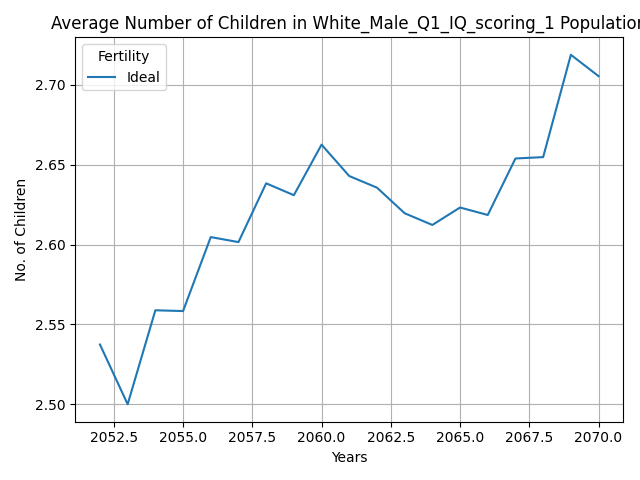 Average Number of Children in White_Male_Q1_IQ_scoring_1 Population
Fertility
Ideal
2.70
2.65
2.60
2.55
2.50
No. of Children
2052.5 2055.0 2057.5 2060.0 2062.5 2065.0 2067.5 2070.0
Years